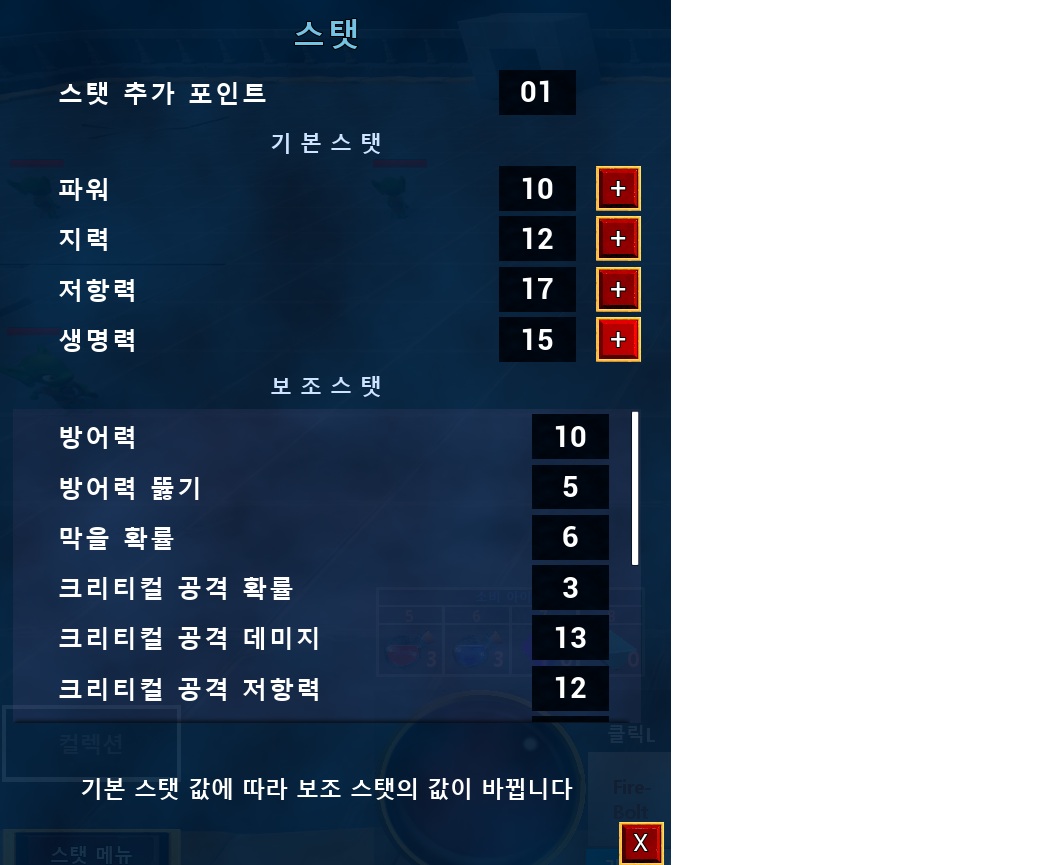 스탯
스탯 추가 포인트 01
기본스탯
파워 10 +
지력 12 +
저항력 17 +
생명력 15 +
보조스탯
방어력 10
방어력 뚫기 5
막을 확률 6
크리티컬 공격 확률 3
크리티컬 공격 데미지 13
크리티컬 공격 저항력 12
컬렉션
클릭L
기본 스탯 값에 따라 보조 스탯의 값이 바뀝니다
Fire-
Bolt
스탯 메뉴
X